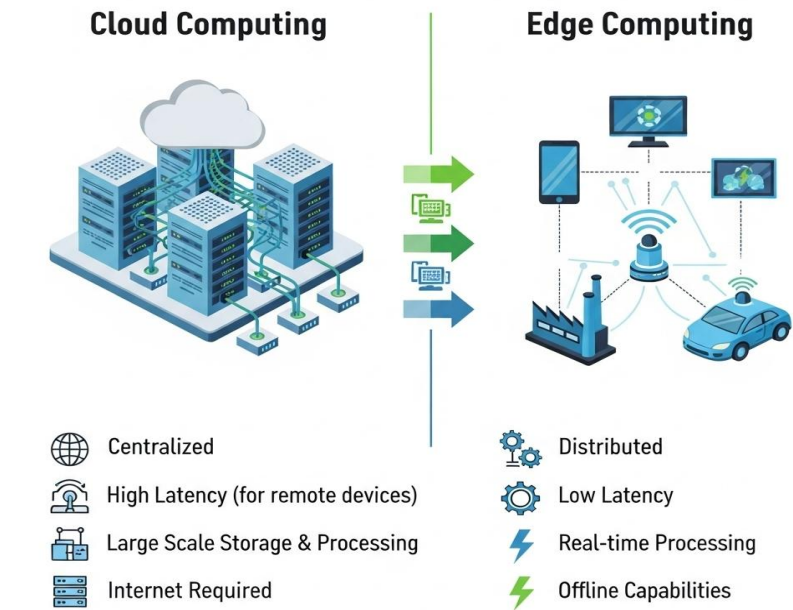 Cloud Computing
Edge Computing
Centralized
High Latency (for remote devices)
Large Scale Storage & Processing
Internet Required
Distributed
Low Latency
Real-time Processing
Offline Capabilities